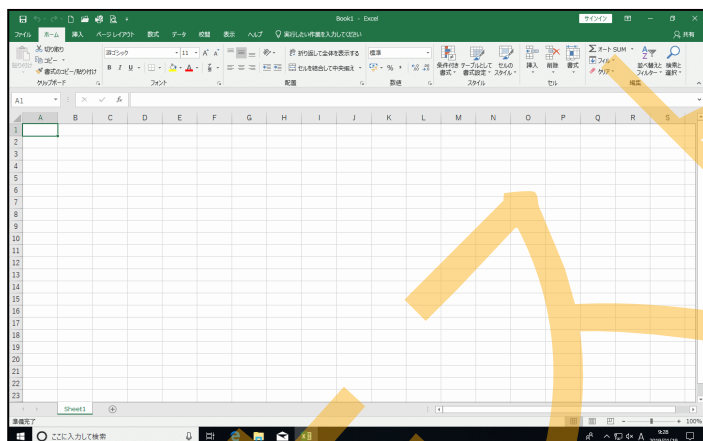 Book1 - Excel
サインイン
ファイル ホーム 挿入 ページ レイアウト 数式 データ 校閲 表示 ヘルプ 実行したい作業を入力してください 共有
切り取り
コピー
書式のコピー/貼り付け
貼り付け
クリップボード
游ゴシック 11 A A
B I U A
フォント
折り返して全体を表示する
セルを結合して中央揃え
配置
標準
% ,
数値
条件付き書式 テーブルとして書式設定 セルのスタイル
スタイル
挿入 削除 書式
セル
Σ オート SUM
フィル
クリア
並べ替えとフィルター 検索と選択
編集
A1 fx
A B C D E F G H I J K L M N O P Q R S
1
2
3
4
5
6
7
8
9
10
11
12
13
14
15
16
17
18
19
20
21
22
23
Sheet1
準備完了 100%
ここに入力して検索 A 9:28